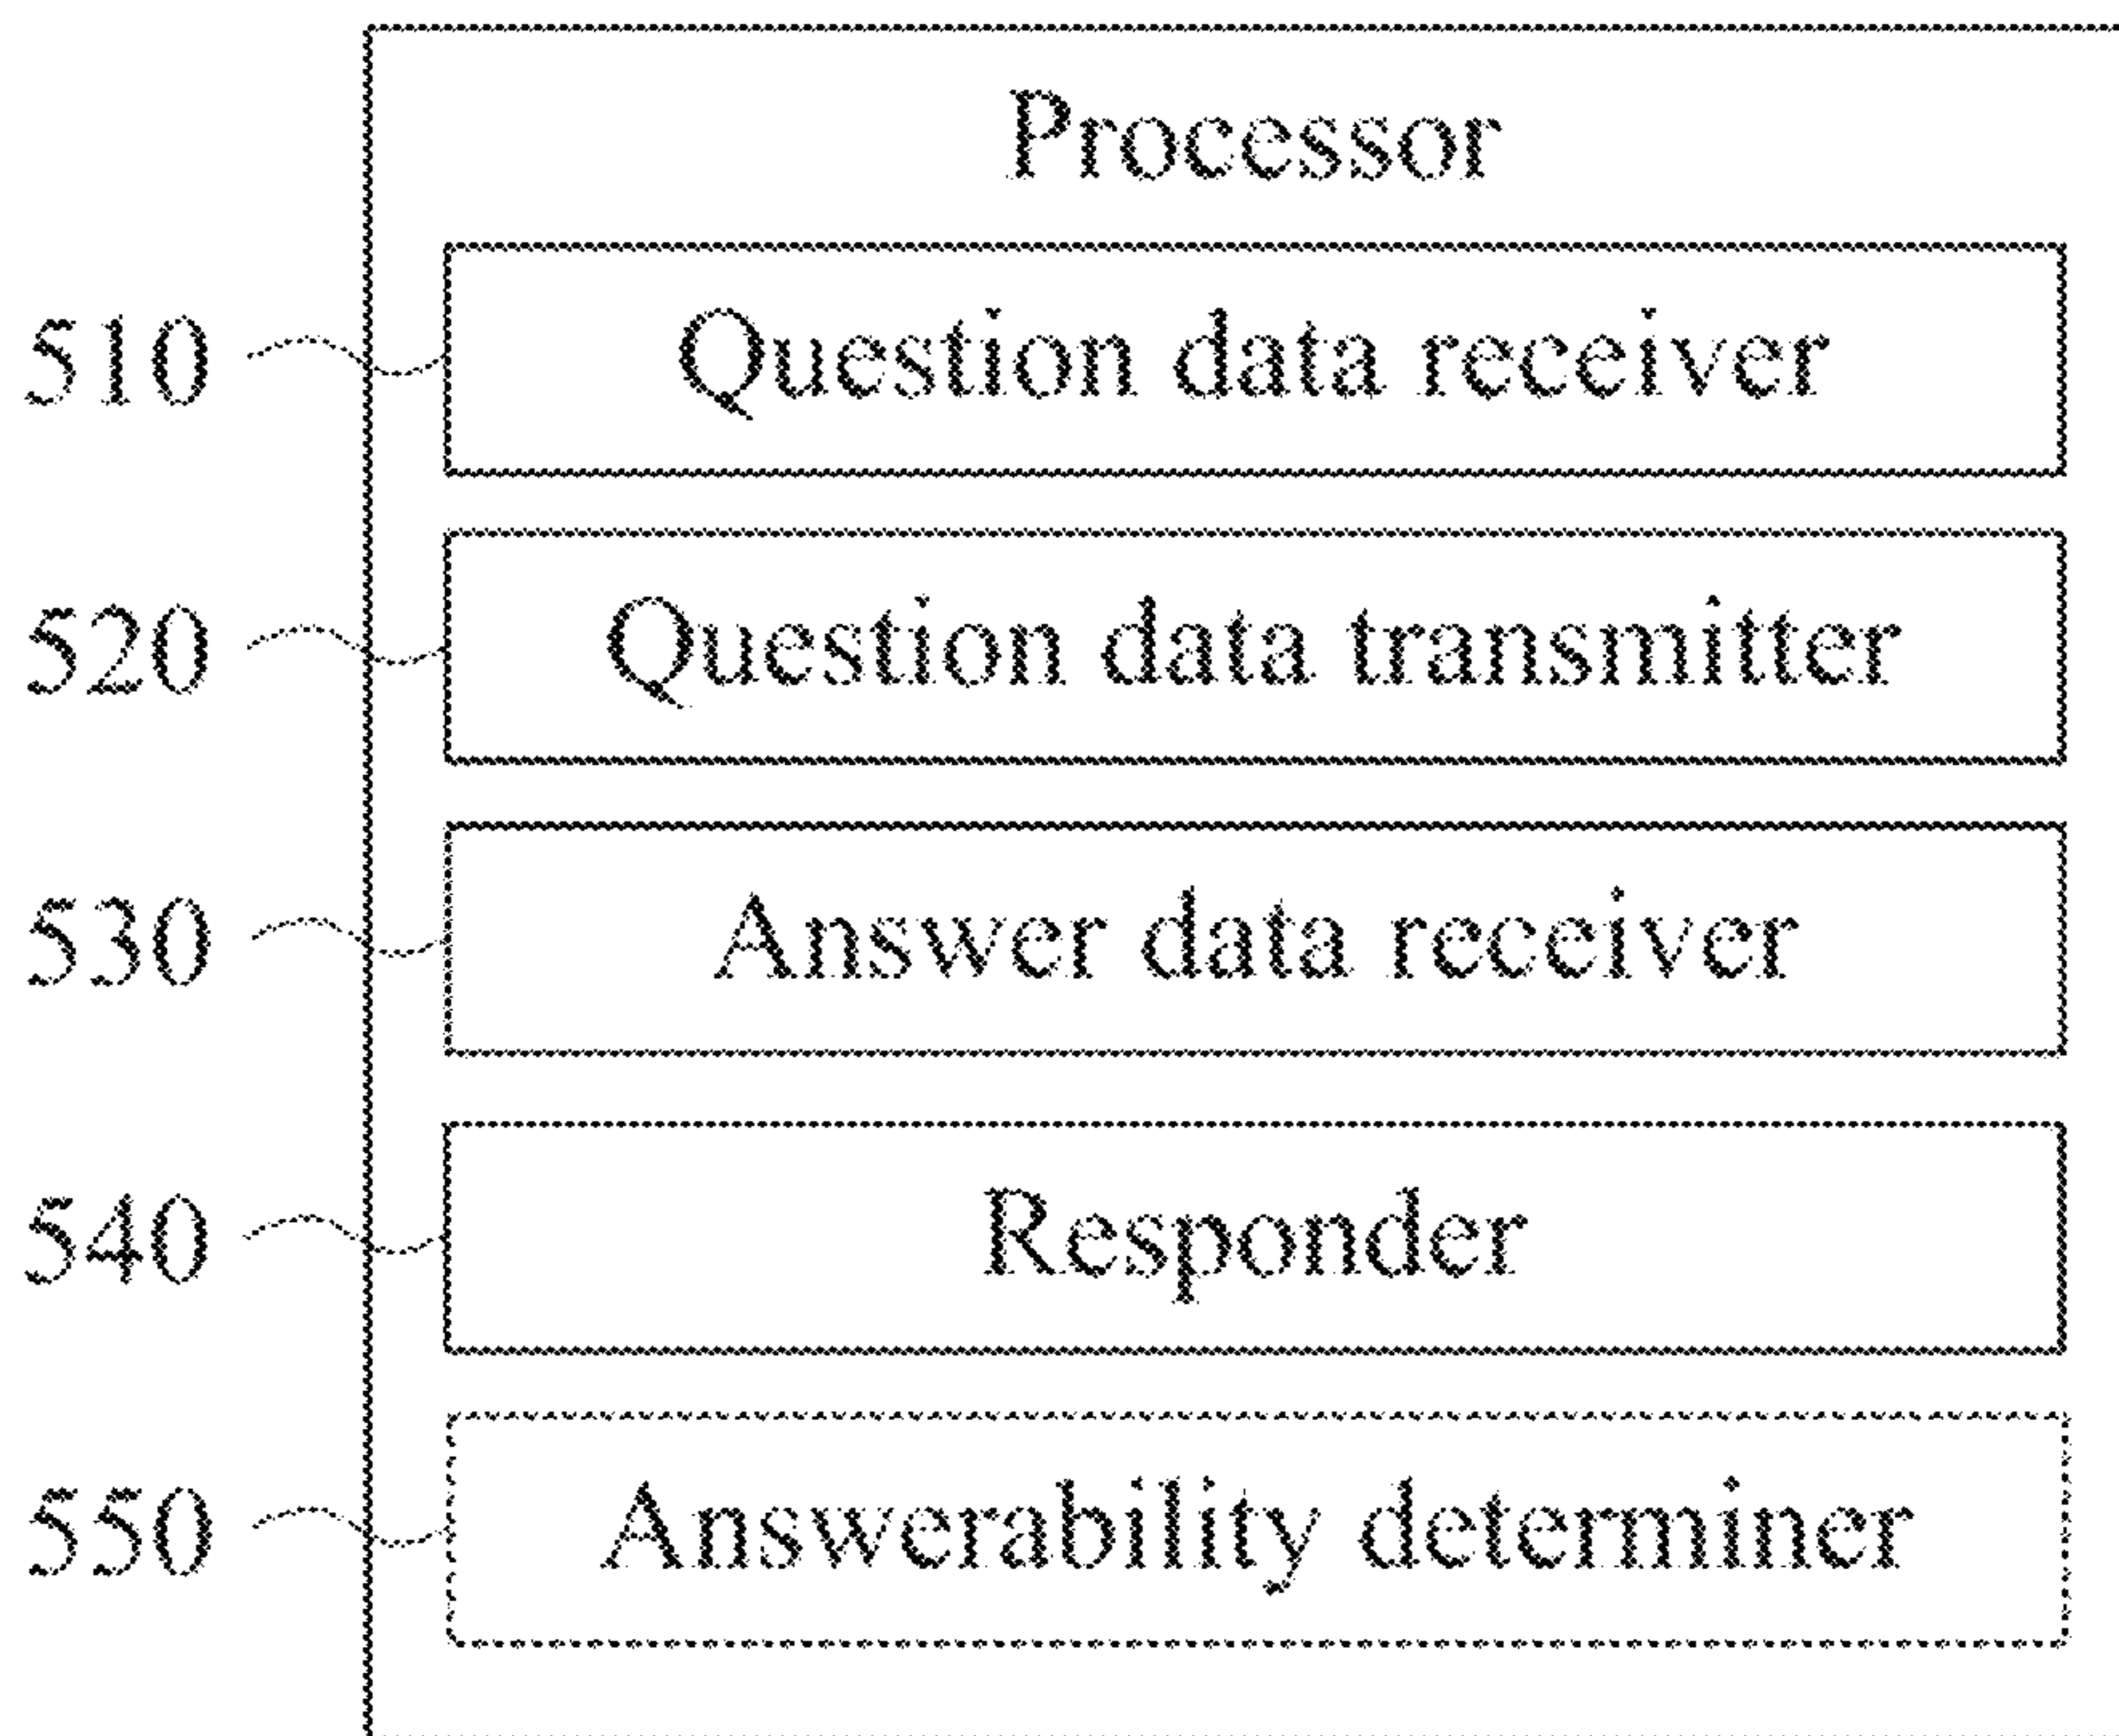 Processor
510 Question data receiver
520 Question data transmitter
530 Answer data receiver
540 Responder
550 Answerability determiner